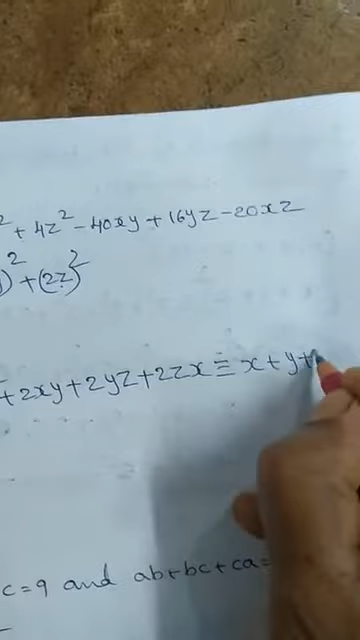 ² + 4z² - 40xy + 16yz - 20xz
)² + (2z)²
+ 2xy + 2yz + 2zx ≡ x + y +
c = 9 and ab + bc + ca =